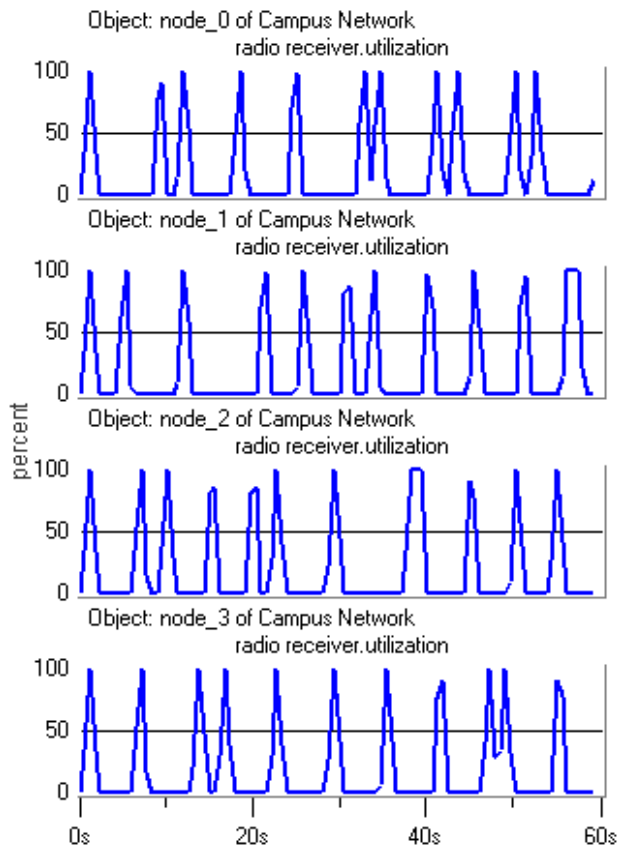 Object: node_0 of Campus Network
radio receiver.utilization
100
50
0
Object: node_1 of Campus Network
radio receiver.utilization
100
50
0
percent
Object: node_2 of Campus Network
radio receiver.utilization
100
50
0
Object: node_3 of Campus Network
radio receiver.utilization
100
50
0
0s 20s 40s 60s